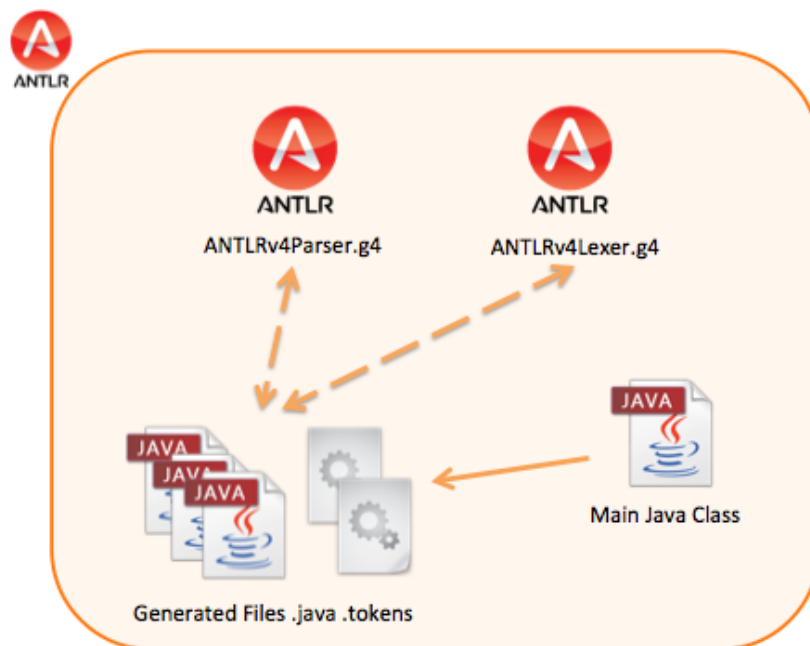 ANTLR
ANTLR
ANTLR
ANTLRv4Parser.g4
ANTLRv4Lexer.g4
JAVA
JAVA
JAVA
JAVA
Main Java Class
Generated Files .java .tokens